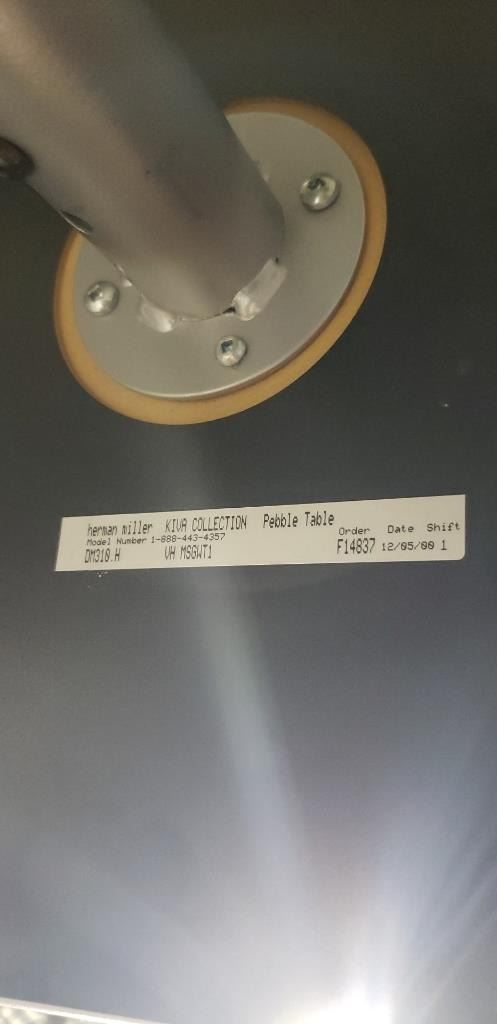 herman miller KIVA COLLECTION Pebble Table
Order Date Shift
Model Number 1-888-443-4357
DM310.H VH MSGWT1 F14837 12/05/00 1